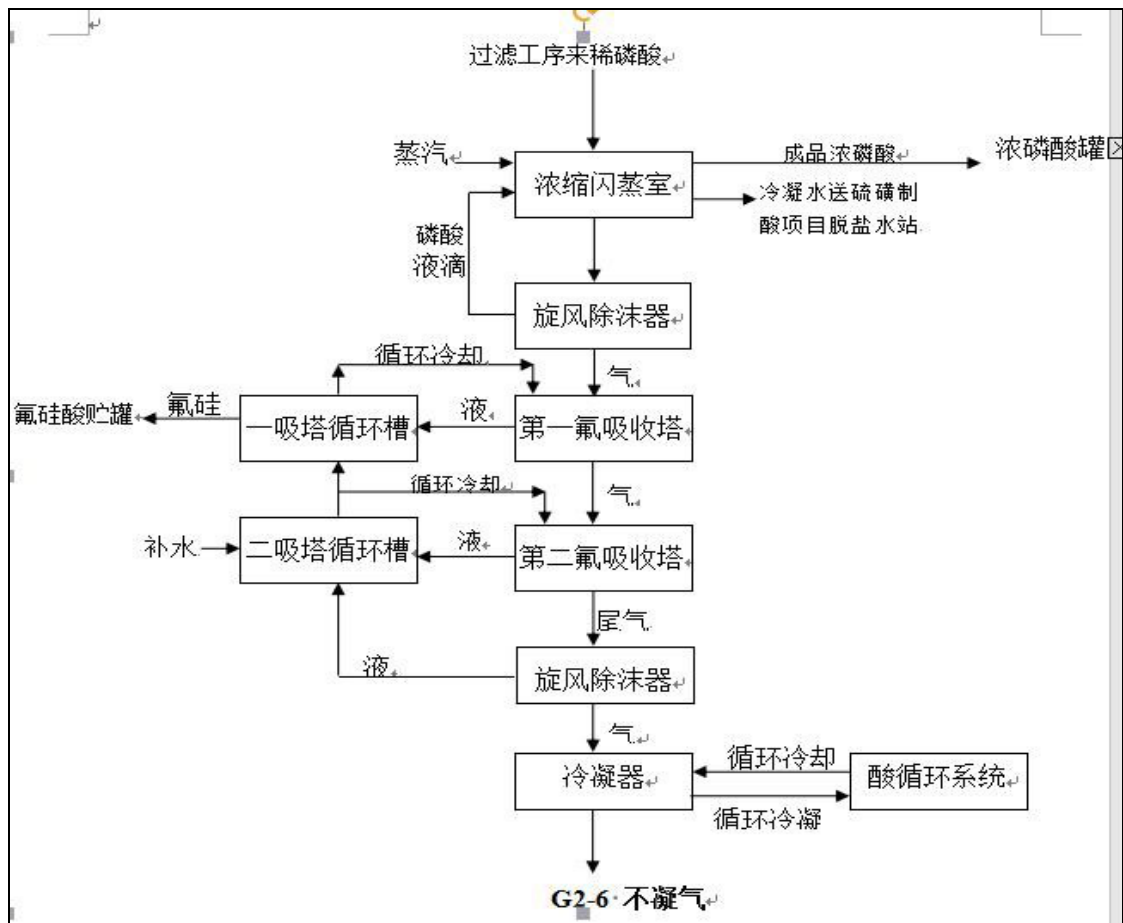 过滤工序来稀磷酸
蒸汽
成品浓磷酸
浓磷酸罐
浓缩闪蒸室
冷凝水送硫磺制
酸项目脱盐水站
磷酸
液滴
旋风除沫器
循环冷却
气
氟硅酸贮罐
氟硅
一吸塔循环槽
液
第一氟吸收塔
循环冷却
气
补水
二吸塔循环槽
液
第二氟吸收塔
尾气
液
旋风除沫器
气
冷凝器
循环冷却
酸循环系统
循环冷凝
G2-6 不凝气